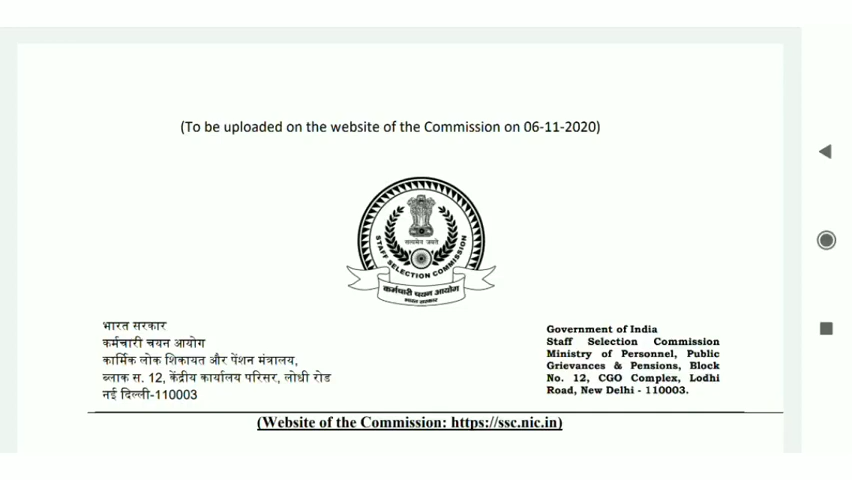 (To be uploaded on the website of the Commission on 06-11-2020)
सत्यमेव जयते
STAFF SELECTION COMMISSION
कर्मचारी चयन आयोग
भारत सरकार
भारत सरकार
कर्मचारी चयन आयोग
कार्मिक लोक शिकायत और पेंशन मंत्रालय,
ब्लाक स. 12, केंद्रीय कार्यालय परिसर, लोधी रोड
नई दिल्ली-110003
Government of India
Staff Selection Commission
Ministry of Personnel, Public
Grievances & Pensions, Block
No. 12, CGO Complex, Lodhi
Road, New Delhi - 110003.
(Website of the Commission: https://ssc.nic.in)